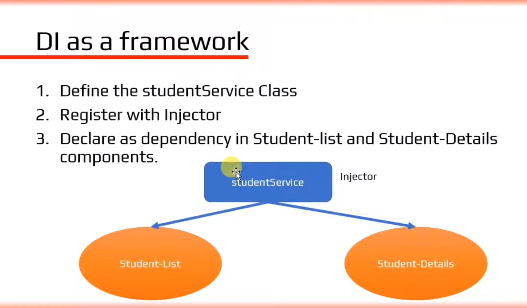 DI as a framework
1. Define the studentService Class
2. Register with Injector
3. Declare as dependency in Student-list and Student-Details
components.
studentService
Injector
Student-List
Student-Details